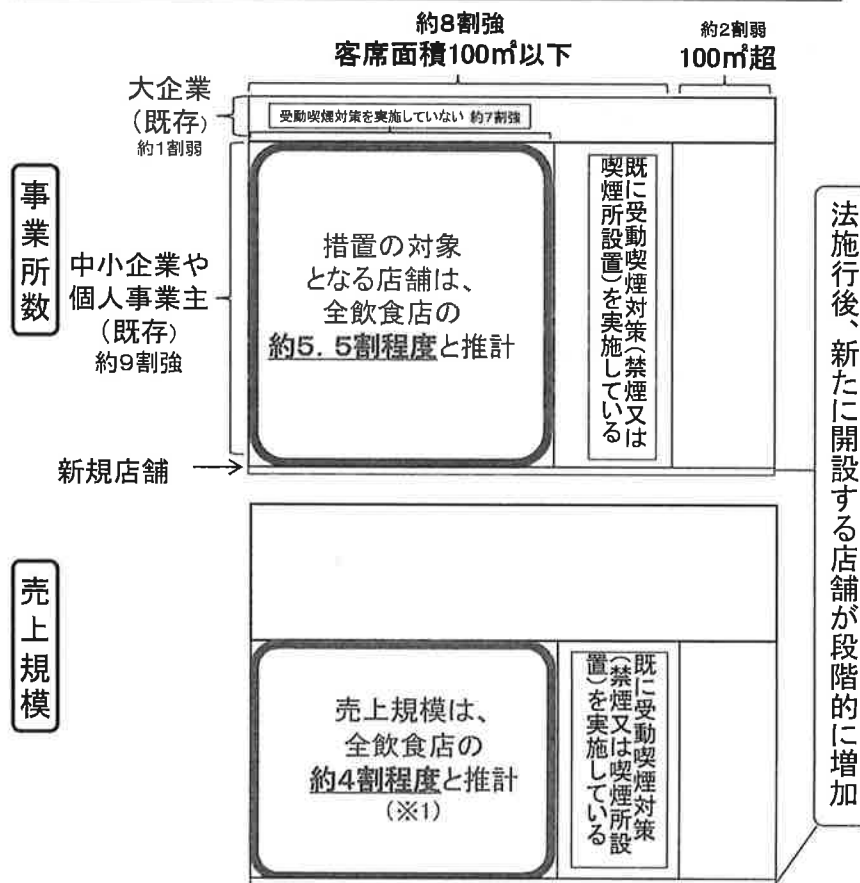 約8割強
客席面積100㎡以下
約2割弱
100㎡超
大企業
（既存）
約1割弱
受動喫煙対策を実施していない 約7割強
事業所数
中小企業や
個人事業主
（既存）
約9割強
措置の対象
となる店舗は、
全飲食店の
約5．5割程度と推計
既に受動喫煙対策（禁煙又は
喫煙所設置）を実施している
新規店舗
法施行後、新たに開設する店舗が段階的に増加
売上規模
売上規模は、
全飲食店の
約4割程度と推計
（※1）
既に受動喫煙対策
（禁煙又は喫煙所設
置）を実施している